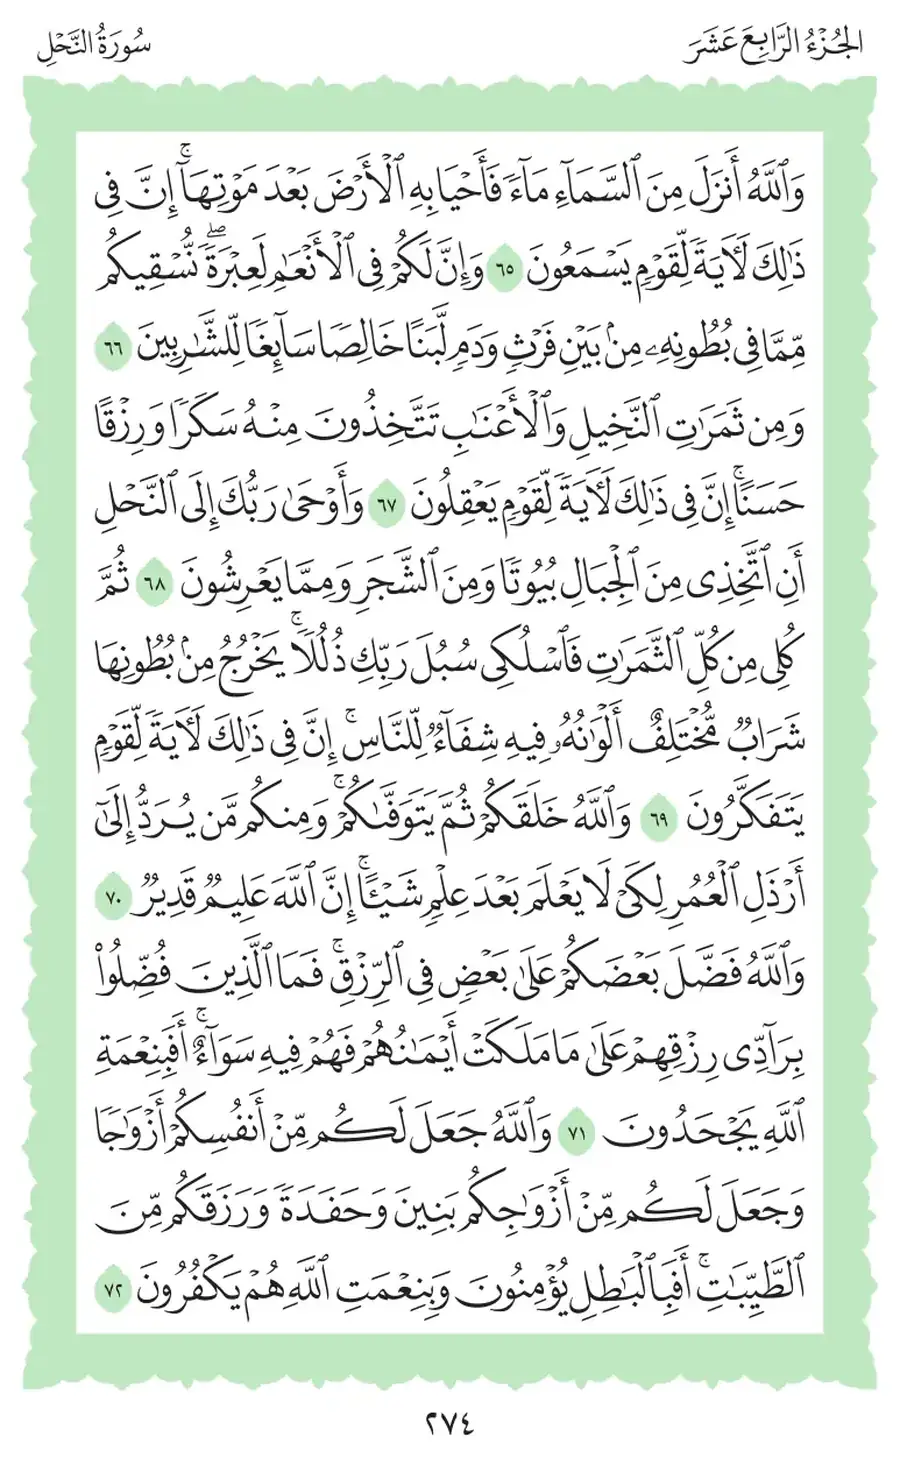 الجُزْءُ الرَّابِعَ عَشَرَ
سُورَةُ النَّحْلِ
وَٱللَّهُ أَنزَلَ مِنَ ٱلسَّمَآءِ مَآءً فَأَحْيَا بِهِ ٱلْأَرْضَ بَعْدَ مَوْتِهَآۚ إِنَّ فِى
ذَٰلِكَ لَـَٔايَةً لِّقَوْمٍ يَسْمَعُونَ ٦٥ وَإِنَّ لَكُمْ فِى ٱلْأَنْعَٰمِ لَعِبْرَةًۖ نُّسْقِيكُم
مِّمَّا فِى بُطُونِهِۦ مِنۢ بَيْنِ فَرْثٍ وَدَمٍ لَّبَنًا خَالِصًا سَآئِغًا لِّلشَّٰرِبِينَ ٦٦
وَمِن ثَمَرَٰتِ ٱلنَّخِيلِ وَٱلْأَعْنَٰبِ تَتَّخِذُونَ مِنْهُ سَكَرًا وَرِزْقًا
حَسَنًاۚ إِنَّ فِى ذَٰلِكَ لَـَٔايَةً لِّقَوْمٍ يَعْقِلُونَ ٦٧ وَأَوْحَىٰ رَبُّكَ إِلَى ٱلنَّحْلِ
أَنِ ٱتَّخِذِى مِنَ ٱلْجِبَالِ بُيُوتًا وَمِنَ ٱلشَّجَرِ وَمِمَّا يَعْرِشُونَ ٦٨ ثُمَّ
كُلِى مِن كُلِّ ٱلثَّمَرَٰتِ فَٱسْلُكِى سُبُلَ رَبِّكِ ذُلُلًاۚ يَخْرُجُ مِنۢ بُطُونِهَا
شَرَابٌ مُّخْتَلِفٌ أَلْوَٰنُهُۥ فِيهِ شِفَآءٌ لِّلنَّاسِۚ إِنَّ فِى ذَٰلِكَ لَـَٔايَةً لِّقَوْمٍ
يَتَفَكَّرُونَ ٦٩ وَٱللَّهُ خَلَقَكُمْ ثُمَّ يَتَوَفَّىٰكُمْۚ وَمِنكُم مَّن يُرَدُّ إِلَىٰٓ
أَرْذَلِ ٱلْعُمُرِ لِكَىْ لَا يَعْلَمَ بَعْدَ عِلْمٍ شَيْـًٔاۚ إِنَّ ٱللَّهَ عَلِيمٌ قَدِيرٌ ٧٠
وَٱللَّهُ فَضَّلَ بَعْضَكُمْ عَلَىٰ بَعْضٍ فِى ٱلرِّزْقِۚ فَمَا ٱلَّذِينَ فُضِّلُوا۟
بِرَآدِّى رِزْقِهِمْ عَلَىٰ مَا مَلَكَتْ أَيْمَٰنُهُمْ فَهُمْ فِيهِ سَوَآءٌۚ أَفَبِنِعْمَةِ
ٱللَّهِ يَجْحَدُونَ ٧١ وَٱللَّهُ جَعَلَ لَكُم مِّنْ أَنفُسِكُمْ أَزْوَٰجًا
وَجَعَلَ لَكُم مِّنْ أَزْوَٰجِكُم بَنِينَ وَحَفَدَةً وَرَزَقَكُم مِّنَ
ٱلطَّيِّبَٰتِۚ أَفَبِٱلْبَٰطِلِ يُؤْمِنُونَ وَبِنِعْمَتِ ٱللَّهِ هُمْ يَكْفُرُونَ ٧٢
٢٧٤